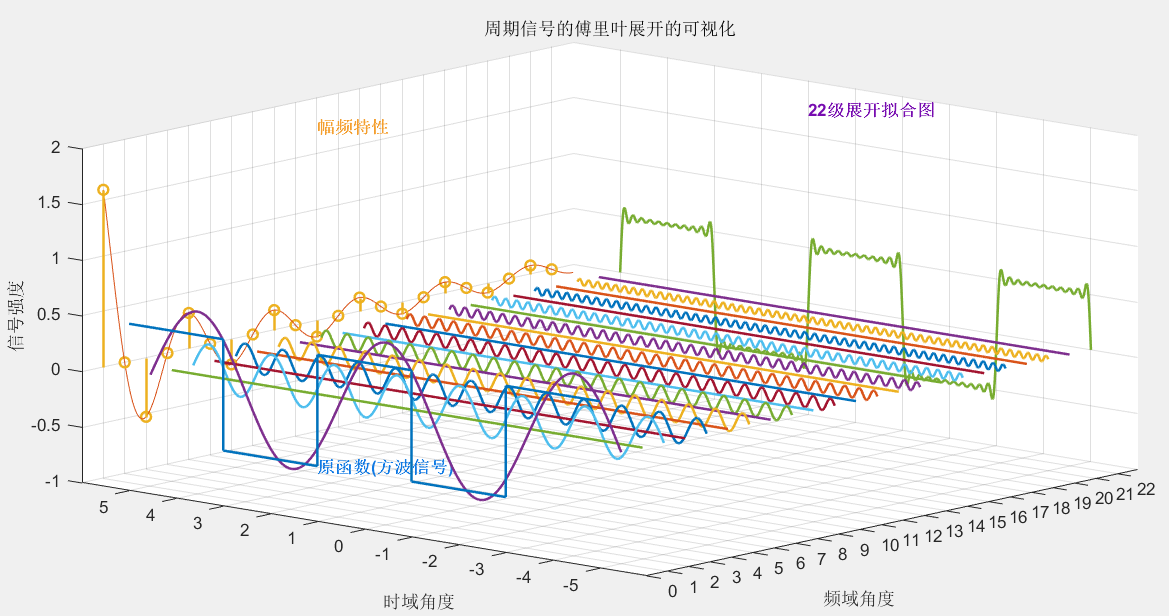 周期信号的傅里叶展开的可视化
22级展开拟合图
幅频特性
2
1.5
1
0.5
0
-0.5
-1
信号强度
原函数(方波信号)
5 4 3 2 1 0 -1 -2 -3 -4 -5
时域角度
0 1 2 3 4 5 6 7 8 9 10 11 12 13 14 15 16 17 18 19 20 21 22
频域角度